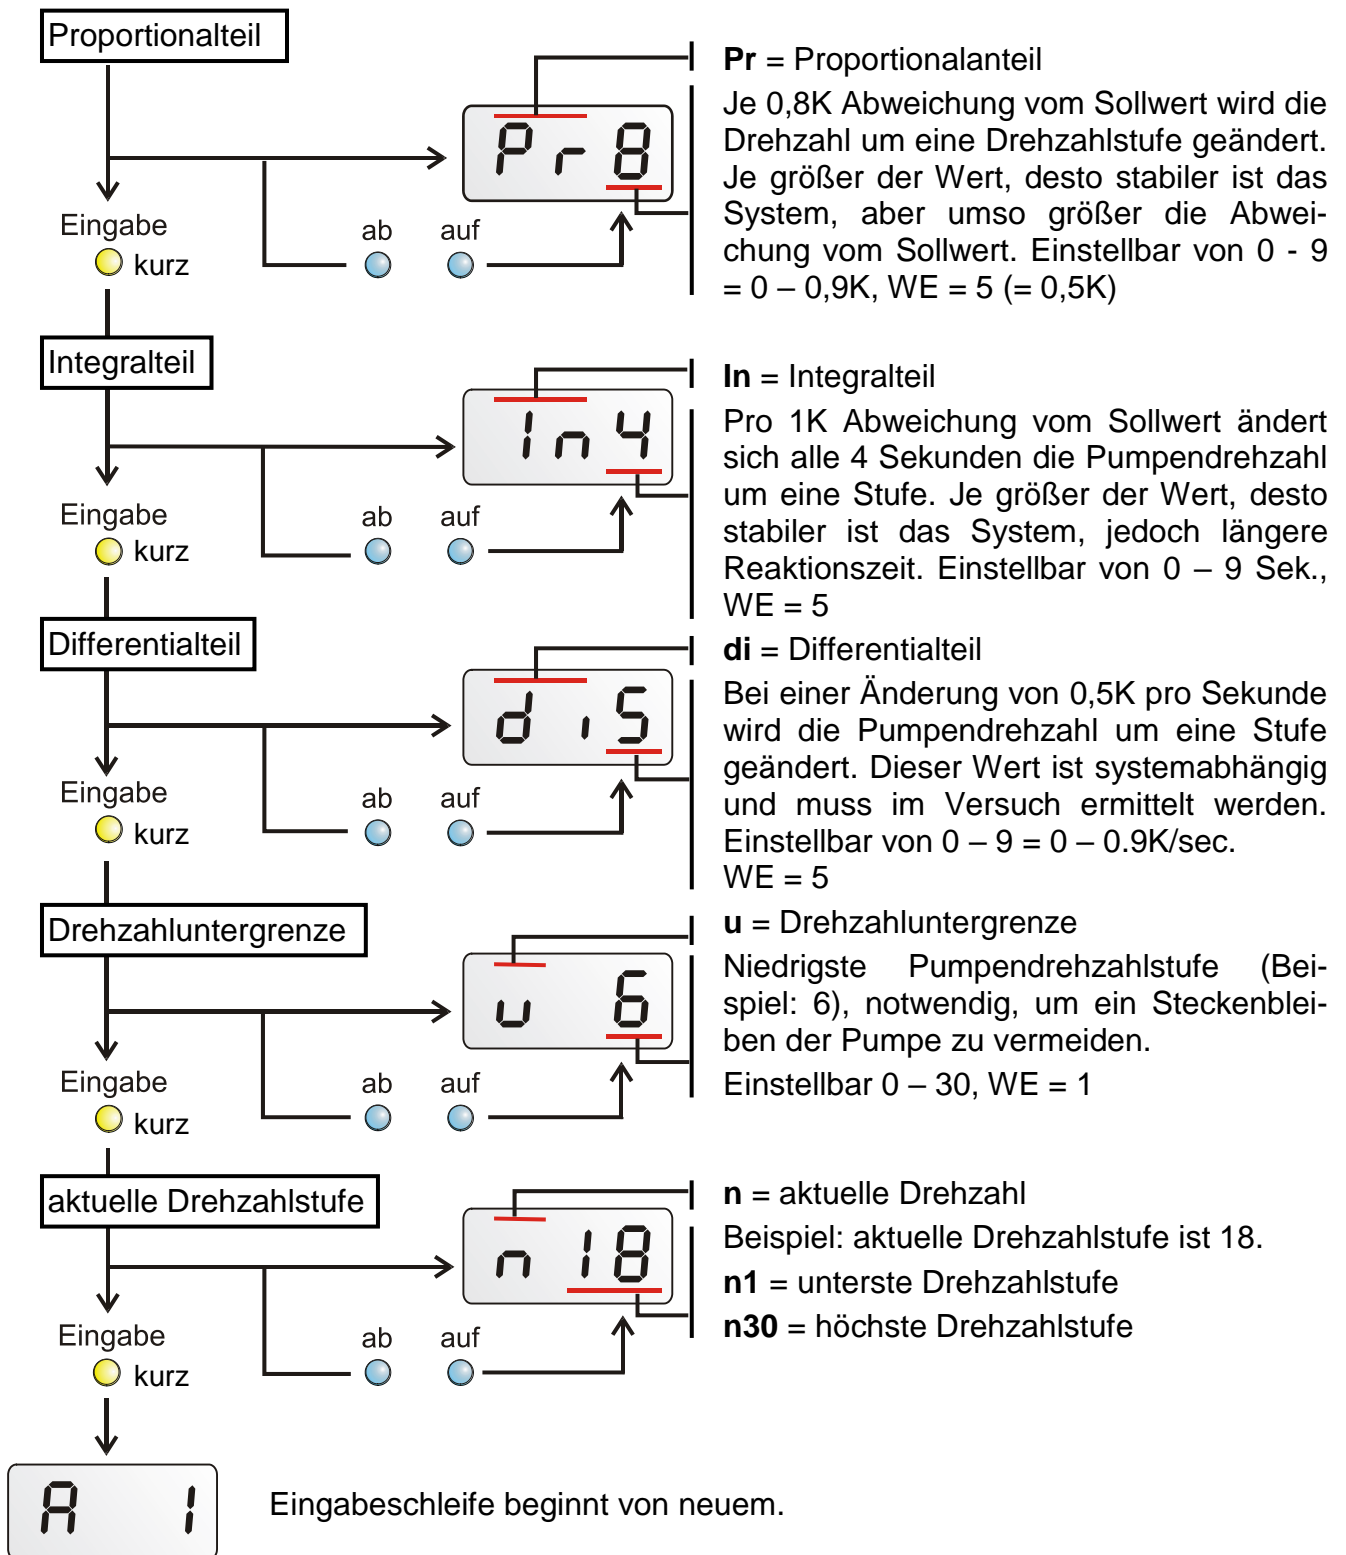 Proportionalteil
Pr = Proportionalanteil
Je 0,8K Abweichung vom Sollwert wird die
Drehzahl um eine Drehzahlstufe geändert.
Je größer der Wert, desto stabiler ist das
System, aber umso größer die Abwei-
chung vom Sollwert. Einstellbar von 0 - 9
= 0 – 0,9K, WE = 5 (= 0,5K)
Pr8
Eingabe
kurz
ab auf
Integralteil
In = Integralteil
Pro 1K Abweichung vom Sollwert ändert
sich alle 4 Sekunden die Pumpendrehzahl
um eine Stufe. Je größer der Wert, desto
stabiler ist das System, jedoch längere
Reaktionszeit. Einstellbar von 0 – 9 Sek.,
WE = 5
In4
Eingabe
kurz
ab auf
Differentialteil
di = Differentialteil
Bei einer Änderung von 0,5K pro Sekunde
wird die Pumpendrehzahl um eine Stufe
geändert. Dieser Wert ist systemabhängig
und muss im Versuch ermittelt werden.
Einstellbar von 0 – 9 = 0 – 0.9K/sec.
WE = 5
di5
Eingabe
kurz
ab auf
Drehzahluntergrenze
u = Drehzahluntergrenze
Niedrigste Pumpendrehzahlstufe (Bei-
spiel: 6), notwendig, um ein Steckenblei-
ben der Pumpe zu vermeiden.
Einstellbar 0 – 30, WE = 1
u 6
Eingabe
kurz
ab auf
aktuelle Drehzahlstufe
n = aktuelle Drehzahl
Beispiel: aktuelle Drehzahlstufe ist 18.
n1 = unterste Drehzahlstufe
n30 = höchste Drehzahlstufe
n 18
Eingabe
kurz
ab auf
A 1
Eingabeschleife beginnt von neuem.